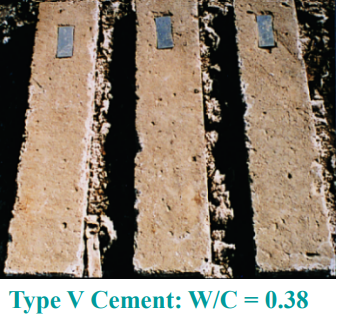 Type V Cement: W/C = 0.38